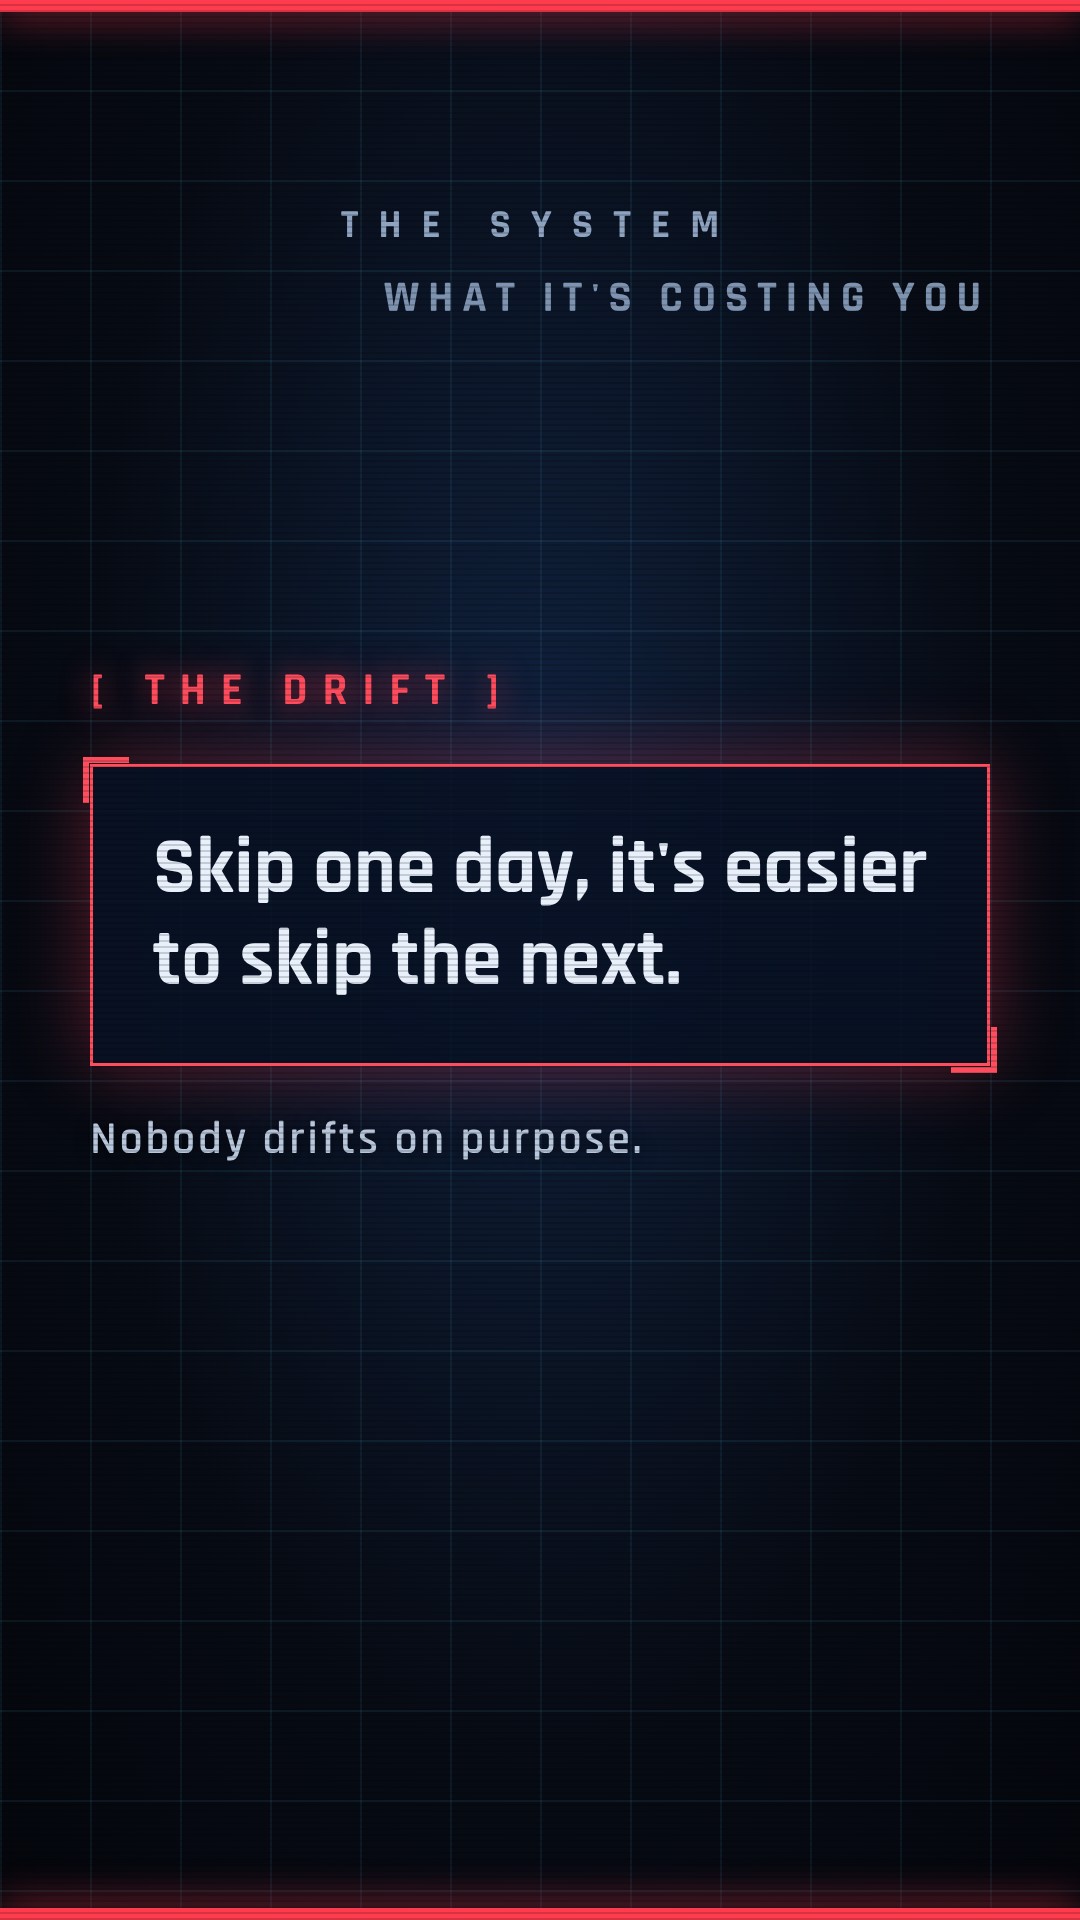 THE SYSTEM
WHAT IT'S COSTING YOU
[ THE DRIFT ]
Skip one day, it's easier
to skip the next.
Nobody drifts on purpose.